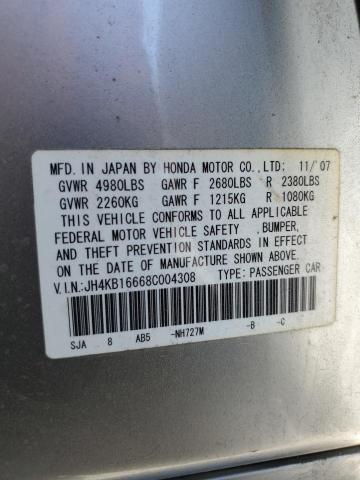 MFD. IN JAPAN BY HONDA MOTOR CO., LTD: 11/'07
GVWR 4980LBS GAWR F 2680LBS R 2380LBS
GVWR 2260KG GAWR F 1215KG R 1080KG
THIS VEHICLE CONFORMS TO ALL APPLICABLE
FEDERAL MOTOR VEHICLE SAFETY ,BUMPER,
AND THEFT PREVENTION STANDARDS IN EFFECT
ON DATE OF MANUFACTURE SHOWN ABOVE.
V.I.N.:JH4KB16668C004308 TYPE: PASSENGER CAR
SJA 8 AB5 -NH727M -B -C